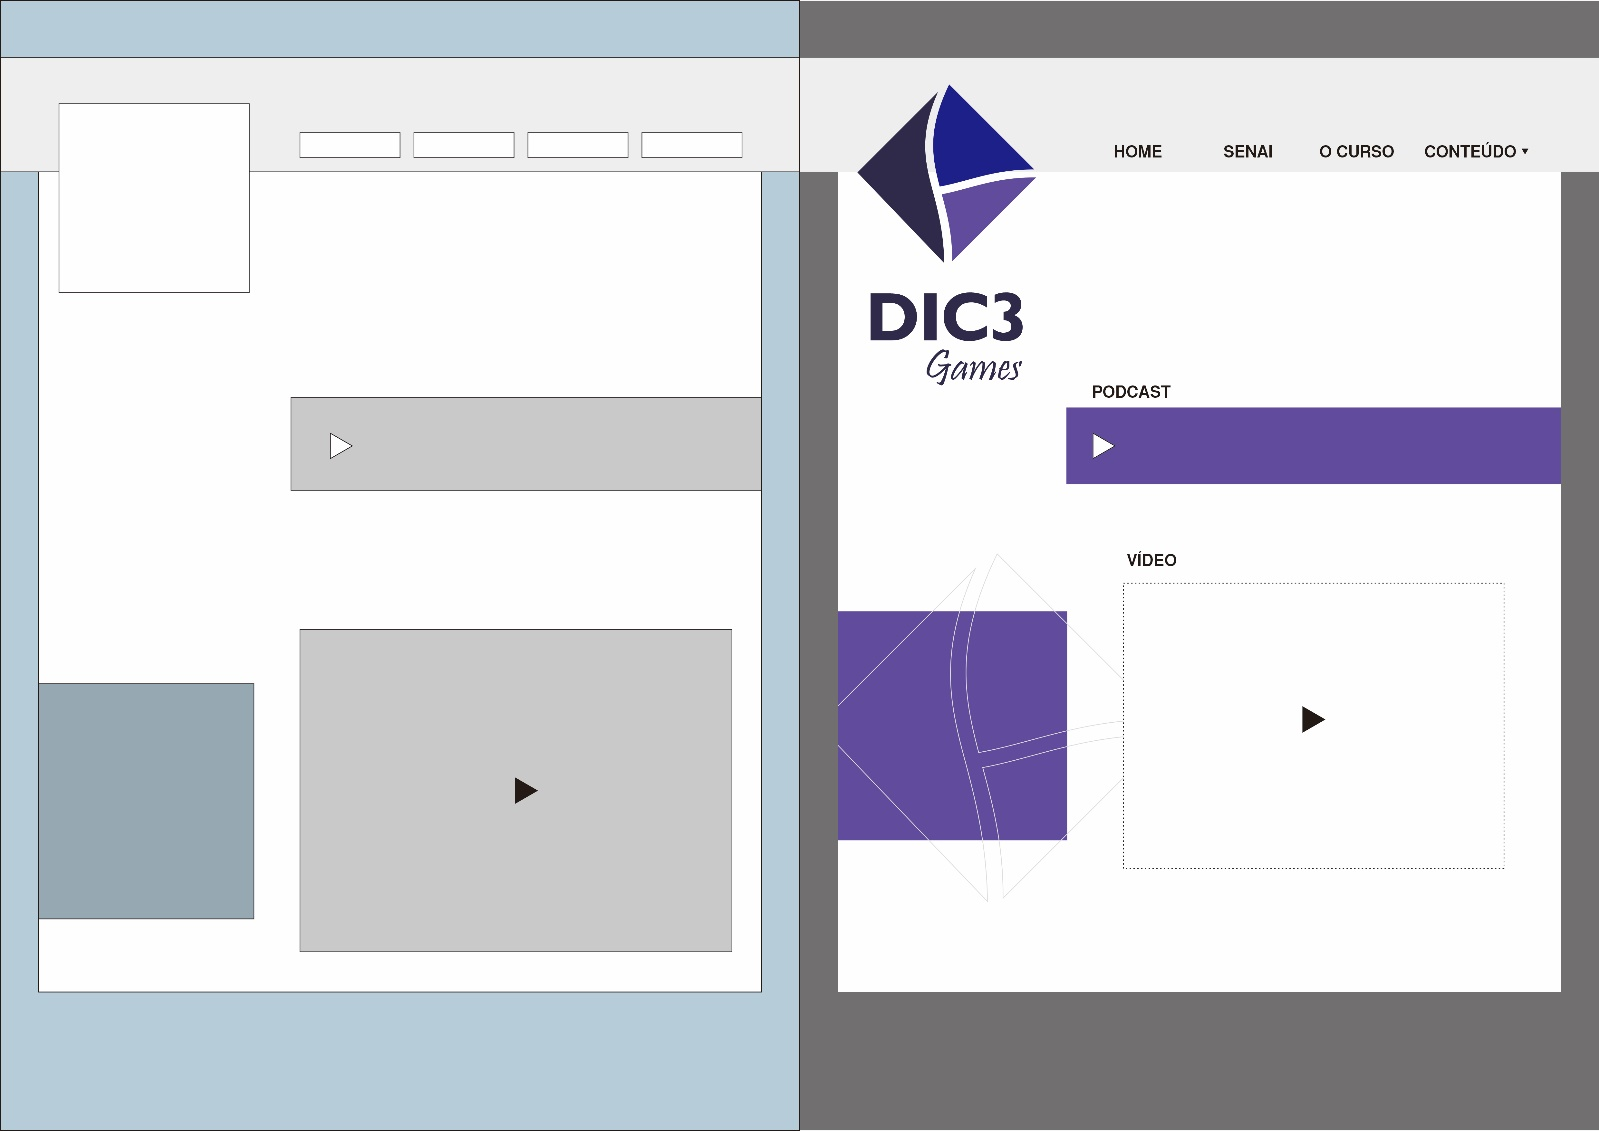 HOME SENAI O CURSO CONTEÚDO ▾
DIC3
Games
PODCAST
VÍDEO